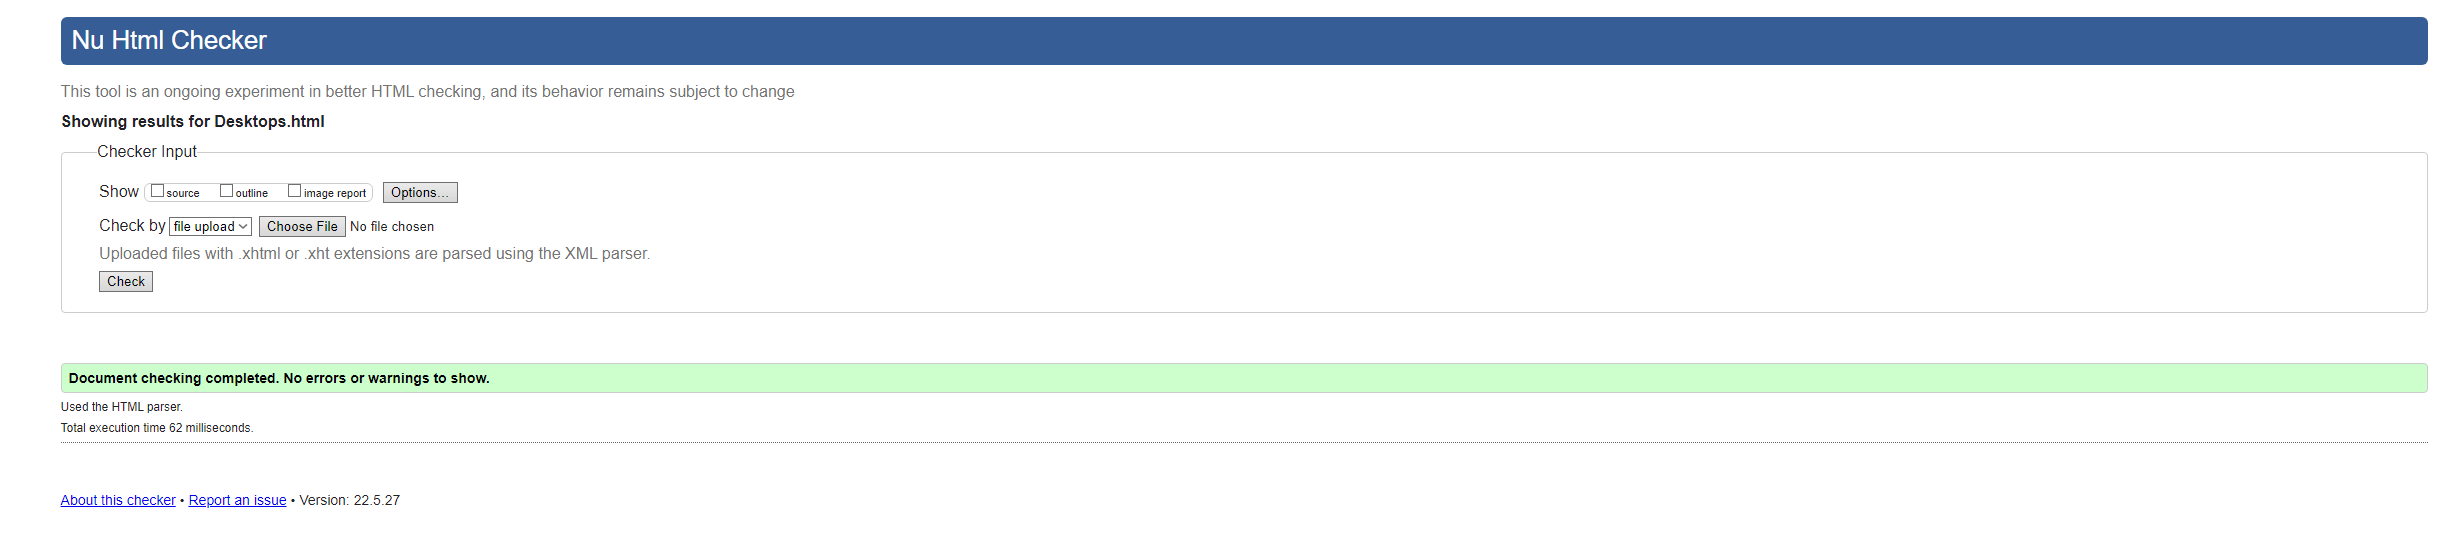 Nu Html Checker
This tool is an ongoing experiment in better HTML checking, and its behavior remains subject to change
Showing results for Desktops.html
Checker Input
Show source outline image report Options...
Check by file upload Choose File No file chosen
Uploaded files with .xhtml or .xht extensions are parsed using the XML parser.
Check
Document checking completed. No errors or warnings to show.
Used the HTML parser.
Total execution time 62 milliseconds.
About this checker • Report an issue • Version: 22.5.27